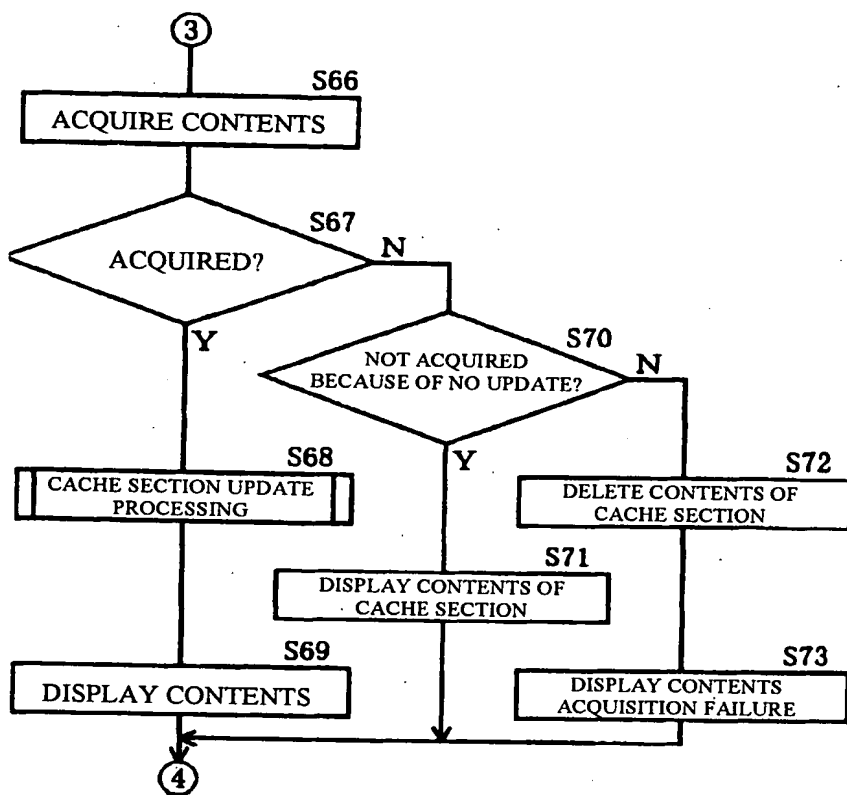 3
S66
ACQUIRE CONTENTS
S67
ACQUIRED?
N
Y
S70
NOT ACQUIRED
BECAUSE OF NO UPDATE?
N
Y
S68
CACHE SECTION UPDATE
PROCESSING
S72
DELETE CONTENTS OF
CACHE SECTION
S71
DISPLAY CONTENTS OF
CACHE SECTION
S69
DISPLAY CONTENTS
S73
DISPLAY CONTENTS
ACQUISITION FAILURE
4